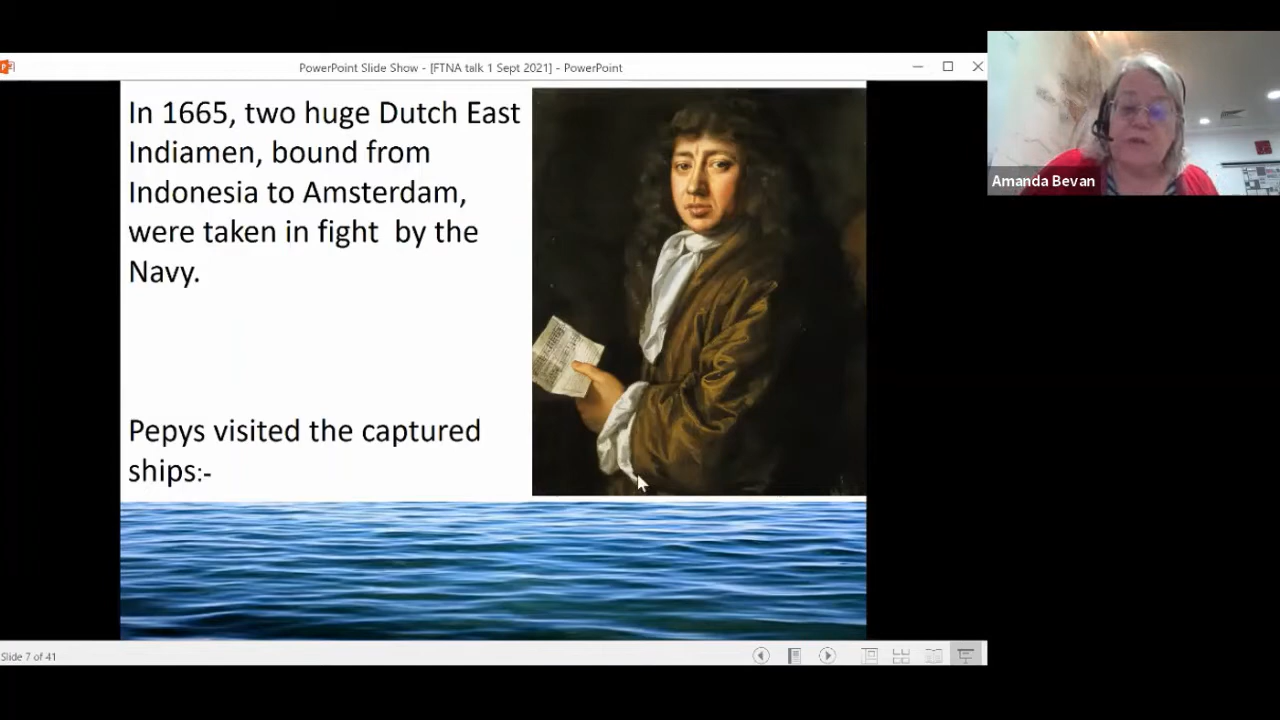 PowerPoint Slide Show - [FTNA talk 1 Sept 2021] - PowerPoint
In 1665, two huge Dutch East
Indiamen, bound from
Indonesia to Amsterdam,
were taken in fight  by the
Navy.
Pepys visited the captured
ships:-
Amanda Bevan
Slide 7 of 41